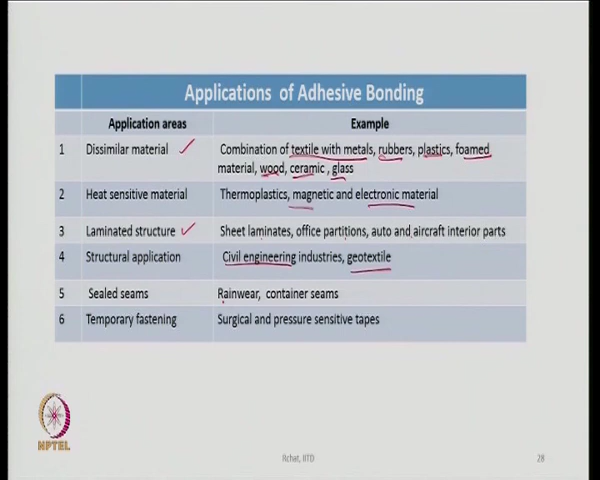 Applications of Adhesive Bonding
Application areas Example
1 Dissimilar material Combination of textile with metals, rubbers, plastics, foamed
material, wood, ceramic , glass
2 Heat sensitive material Thermoplastics, magnetic and electronic material
3 Laminated structure Sheet laminates, office partitions, auto and aircraft interior parts
4 Structural application Civil engineering industries, geotextile
5 Sealed seams Rainwear, container seams
6 Temporary fastening Surgical and pressure sensitive tapes
NPTEL
Rchat, IITD 28